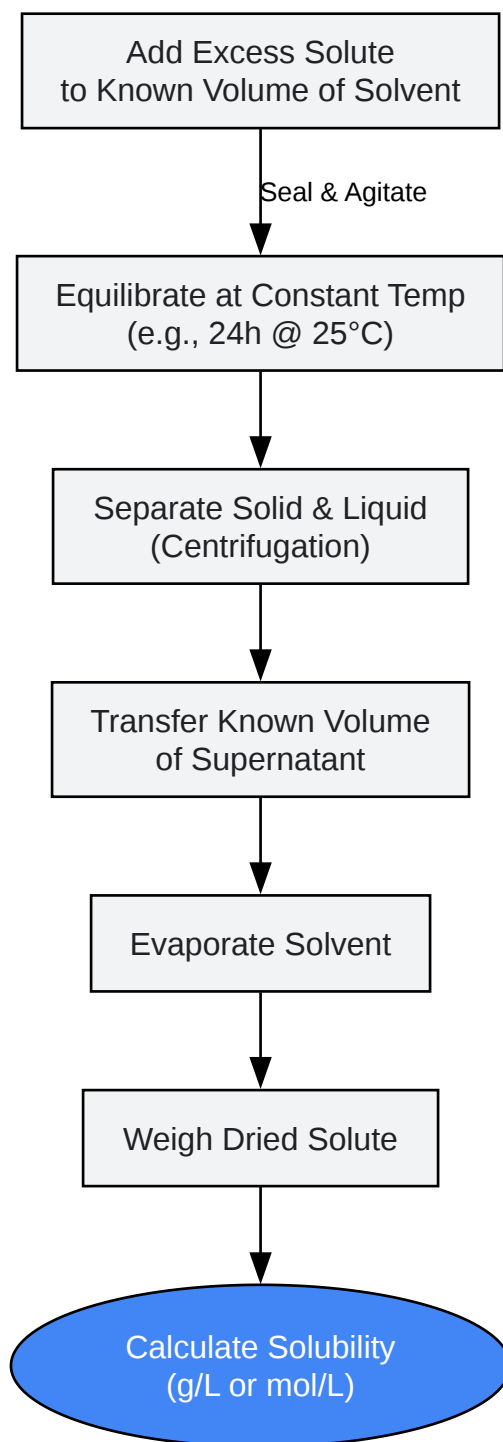 Add Excess Solute
to Known Volume of Solvent
Seal & Agitate
Equilibrate at Constant Temp
(e.g., 24h @ 25°C)
Separate Solid & Liquid
(Centrifugation)
Transfer Known Volume
of Supernatant
Evaporate Solvent
Weigh Dried Solute
Calculate Solubility
(g/L or mol/L)